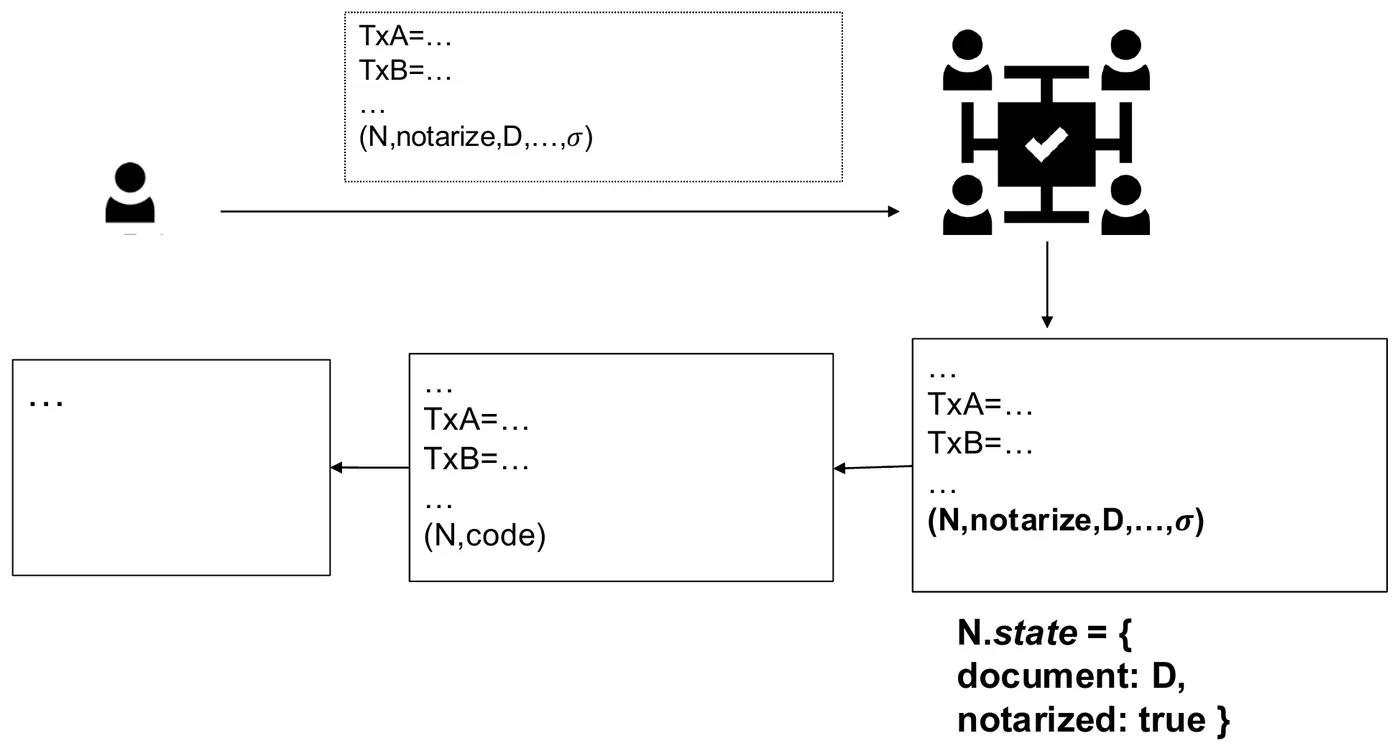 TxA=…
TxB=…
…
(N,notarize,D,…,σ)
…
…
TxA=…
TxB=…
…
(N,code)
…
TxA=…
TxB=…
…
(N,notarize,D,…,σ)
N.state = {
document: D,
notarized: true }